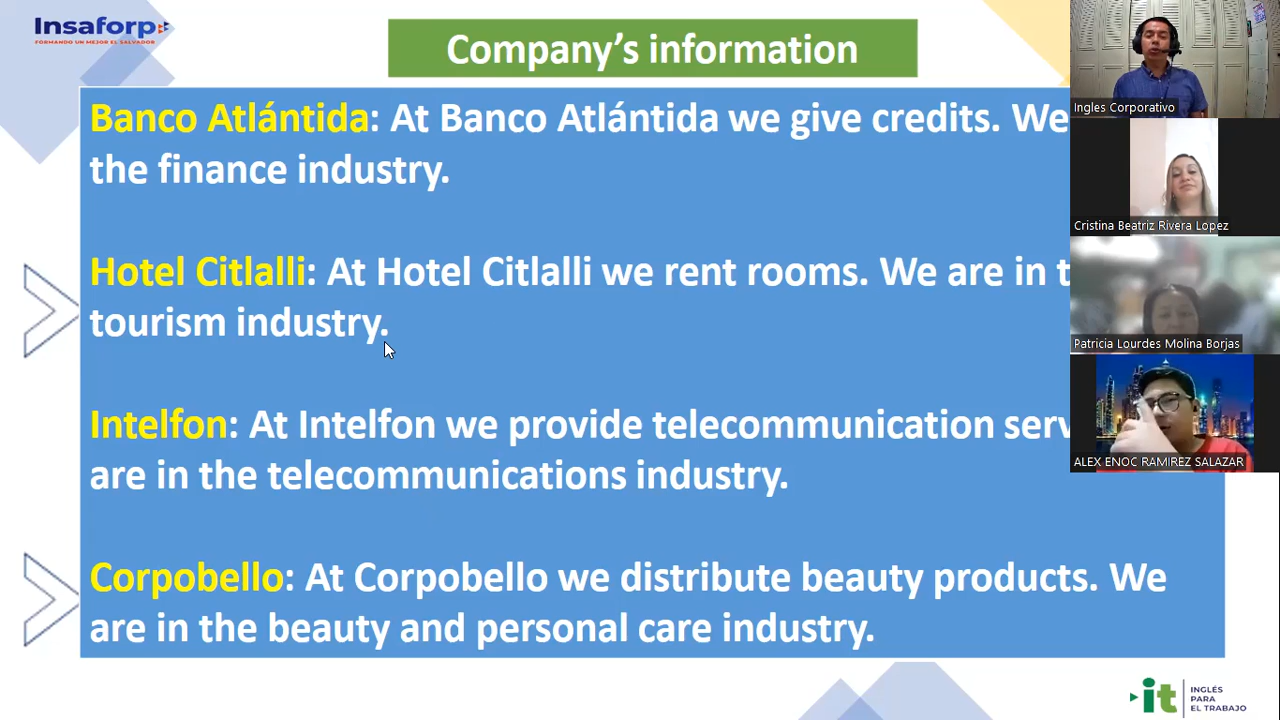 Insaforp
FORMANDO UN MEJOR EL SALVADOR
Company's information
Banco Atlántida: At Banco Atlántida we give credits. We
the finance industry.
Hotel Citlalli: At Hotel Citlalli we rent rooms. We are in t
tourism industry.
Intelfon: At Intelfon we provide telecommunication serv
are in the telecommunications industry.
Corpobello: At Corpobello we distribute beauty products. We
are in the beauty and personal care industry.
Ingles Corporativo
Cristina Beatriz Rivera Lopez
Patricia Lourdes Molina Borjas
ALEX ENOC RAMIREZ SALAZAR
it
INGLÉS
PARA
EL TRABAJO